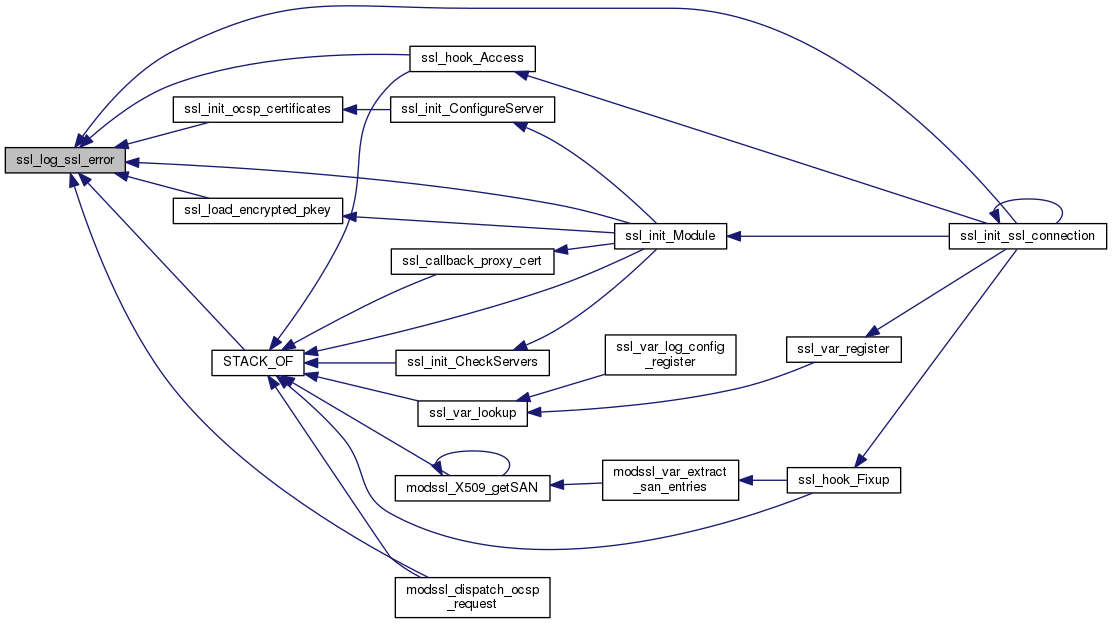 ssl_hook_Access
ssl_init_ocsp_certificates
ssl_init_ConfigureServer
ssl_log_ssl_error
ssl_load_encrypted_pkey
ssl_init_Module
ssl_init_ssl_connection
ssl_callback_proxy_cert
STACK_OF
ssl_init_CheckServers
ssl_var_log_config
_register
ssl_var_register
ssl_var_lookup
modssl_X509_getSAN
modssl_var_extract
_san_entries
ssl_hook_Fixup
modssl_dispatch_ocsp
_request